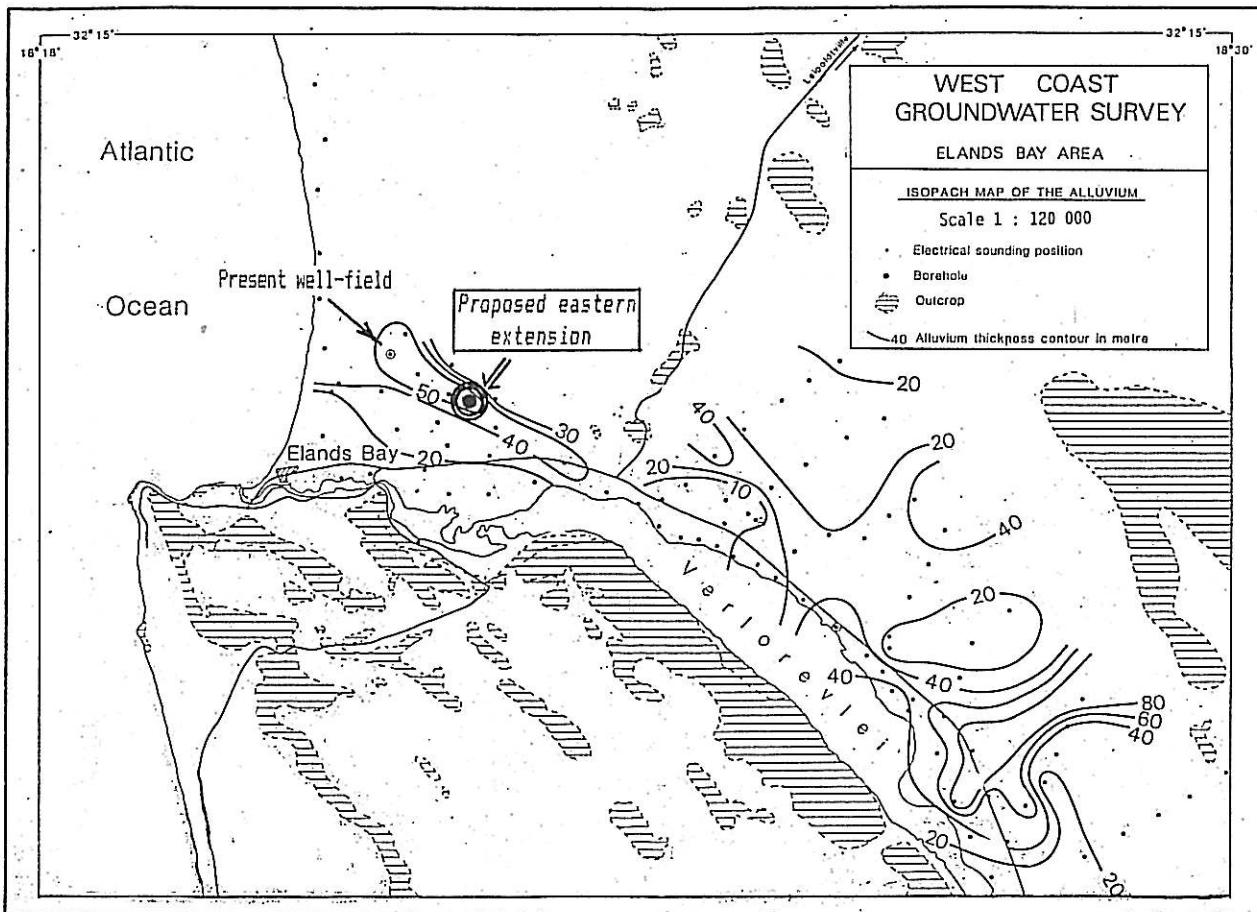 32°15'
32°15'
18°18'
18°30'
Leipoldtville
WEST COAST
GROUNDWATER SURVEY
ELANDS BAY AREA
ISOPACH MAP OF THE ALLUVIUM
Scale 1 : 120 000
Electrical sounding position
Borehole
Outcrop
40 Alluvium thickness contour in metre
Atlantic
Ocean
Present well-field
Proposed eastern
extension
20
50
40
30
40
20
Elands Bay
20
20
10
40
20
Verlorevlei
40
40
80
60
40
20
20